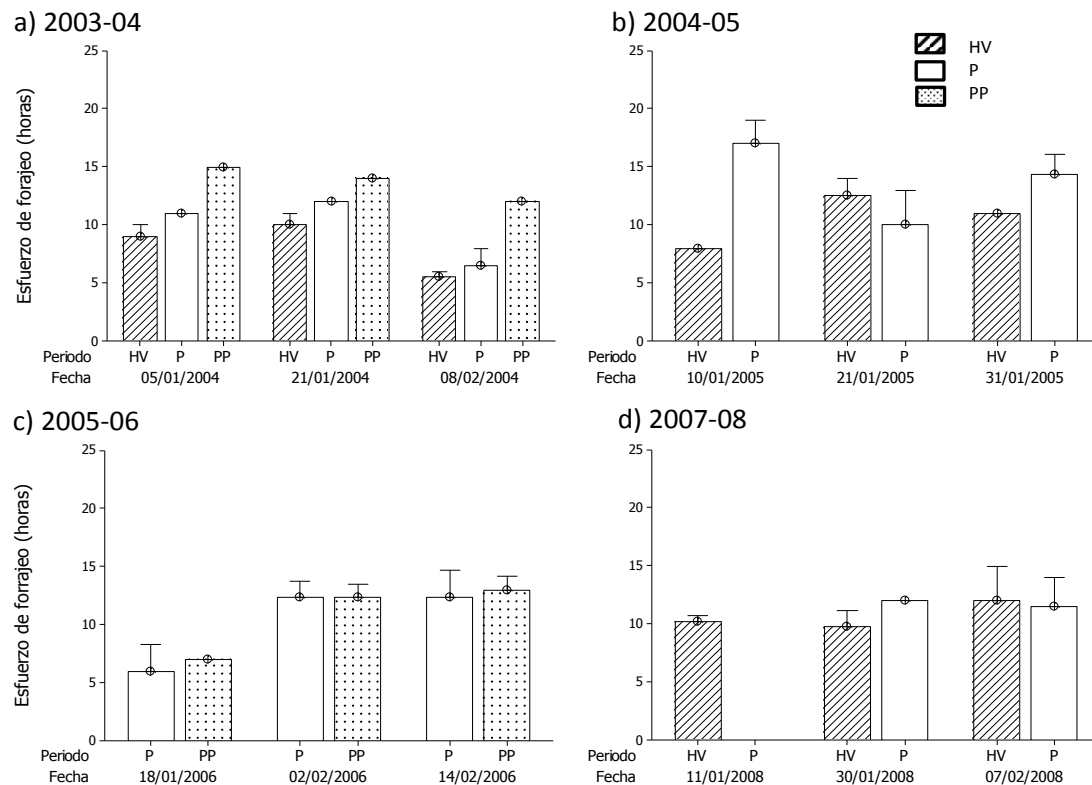 a) 2003-04
25
20
15
10
5
0
Esfuerzo de forajeo (horas)
Periodo HV P PP HV P PP HV P PP
Fecha 05/01/2004 21/01/2004 08/02/2004
b) 2004-05
HV
P
PP
25
20
15
10
5
0
Periodo HV P HV P HV P
Fecha 10/01/2005 21/01/2005 31/01/2005
c) 2005-06
25
20
15
10
5
0
Esfuerzo de forrajeo (horas)
Periodo P PP P PP P PP
Fecha 18/01/2006 02/02/2006 14/02/2006
d) 2007-08
25
20
15
10
5
0
Periodo HV P HV P HV P
Fecha 11/01/2008 30/01/2008 07/02/2008